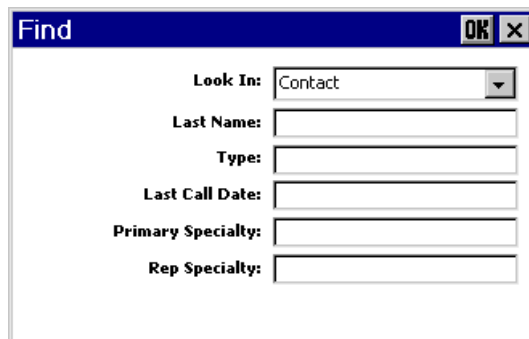 Find OK
Look In: Contact
Last Name:
Type:
Last Call Date:
Primary Specialty:
Rep Specialty: